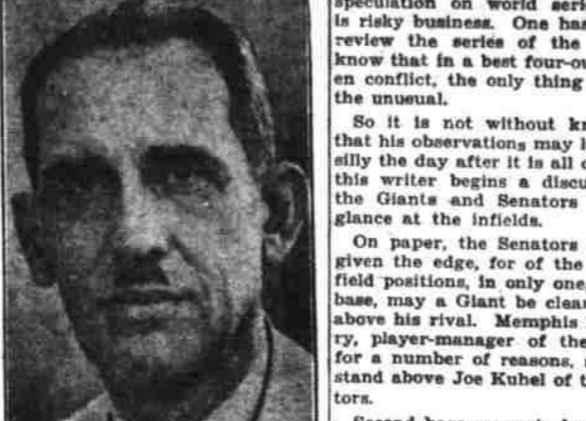 speculation on world seri
is risky business. One has
review the series of the
know that in a best four-ou
en conflict, the only thing
the unusual.
So it is not without kn
that his observations may l
silly the day after it is all o
this writer begins a discu
the Giants and Senators
glance at the infields.
On paper, the Senators
given the edge, for of the
field positions, in only one,
base, may a Giant be clear
above his rival. Memphis
ry, player-manager of the
for a number of reasons,
stand above Joe Kuhel of t
tors.